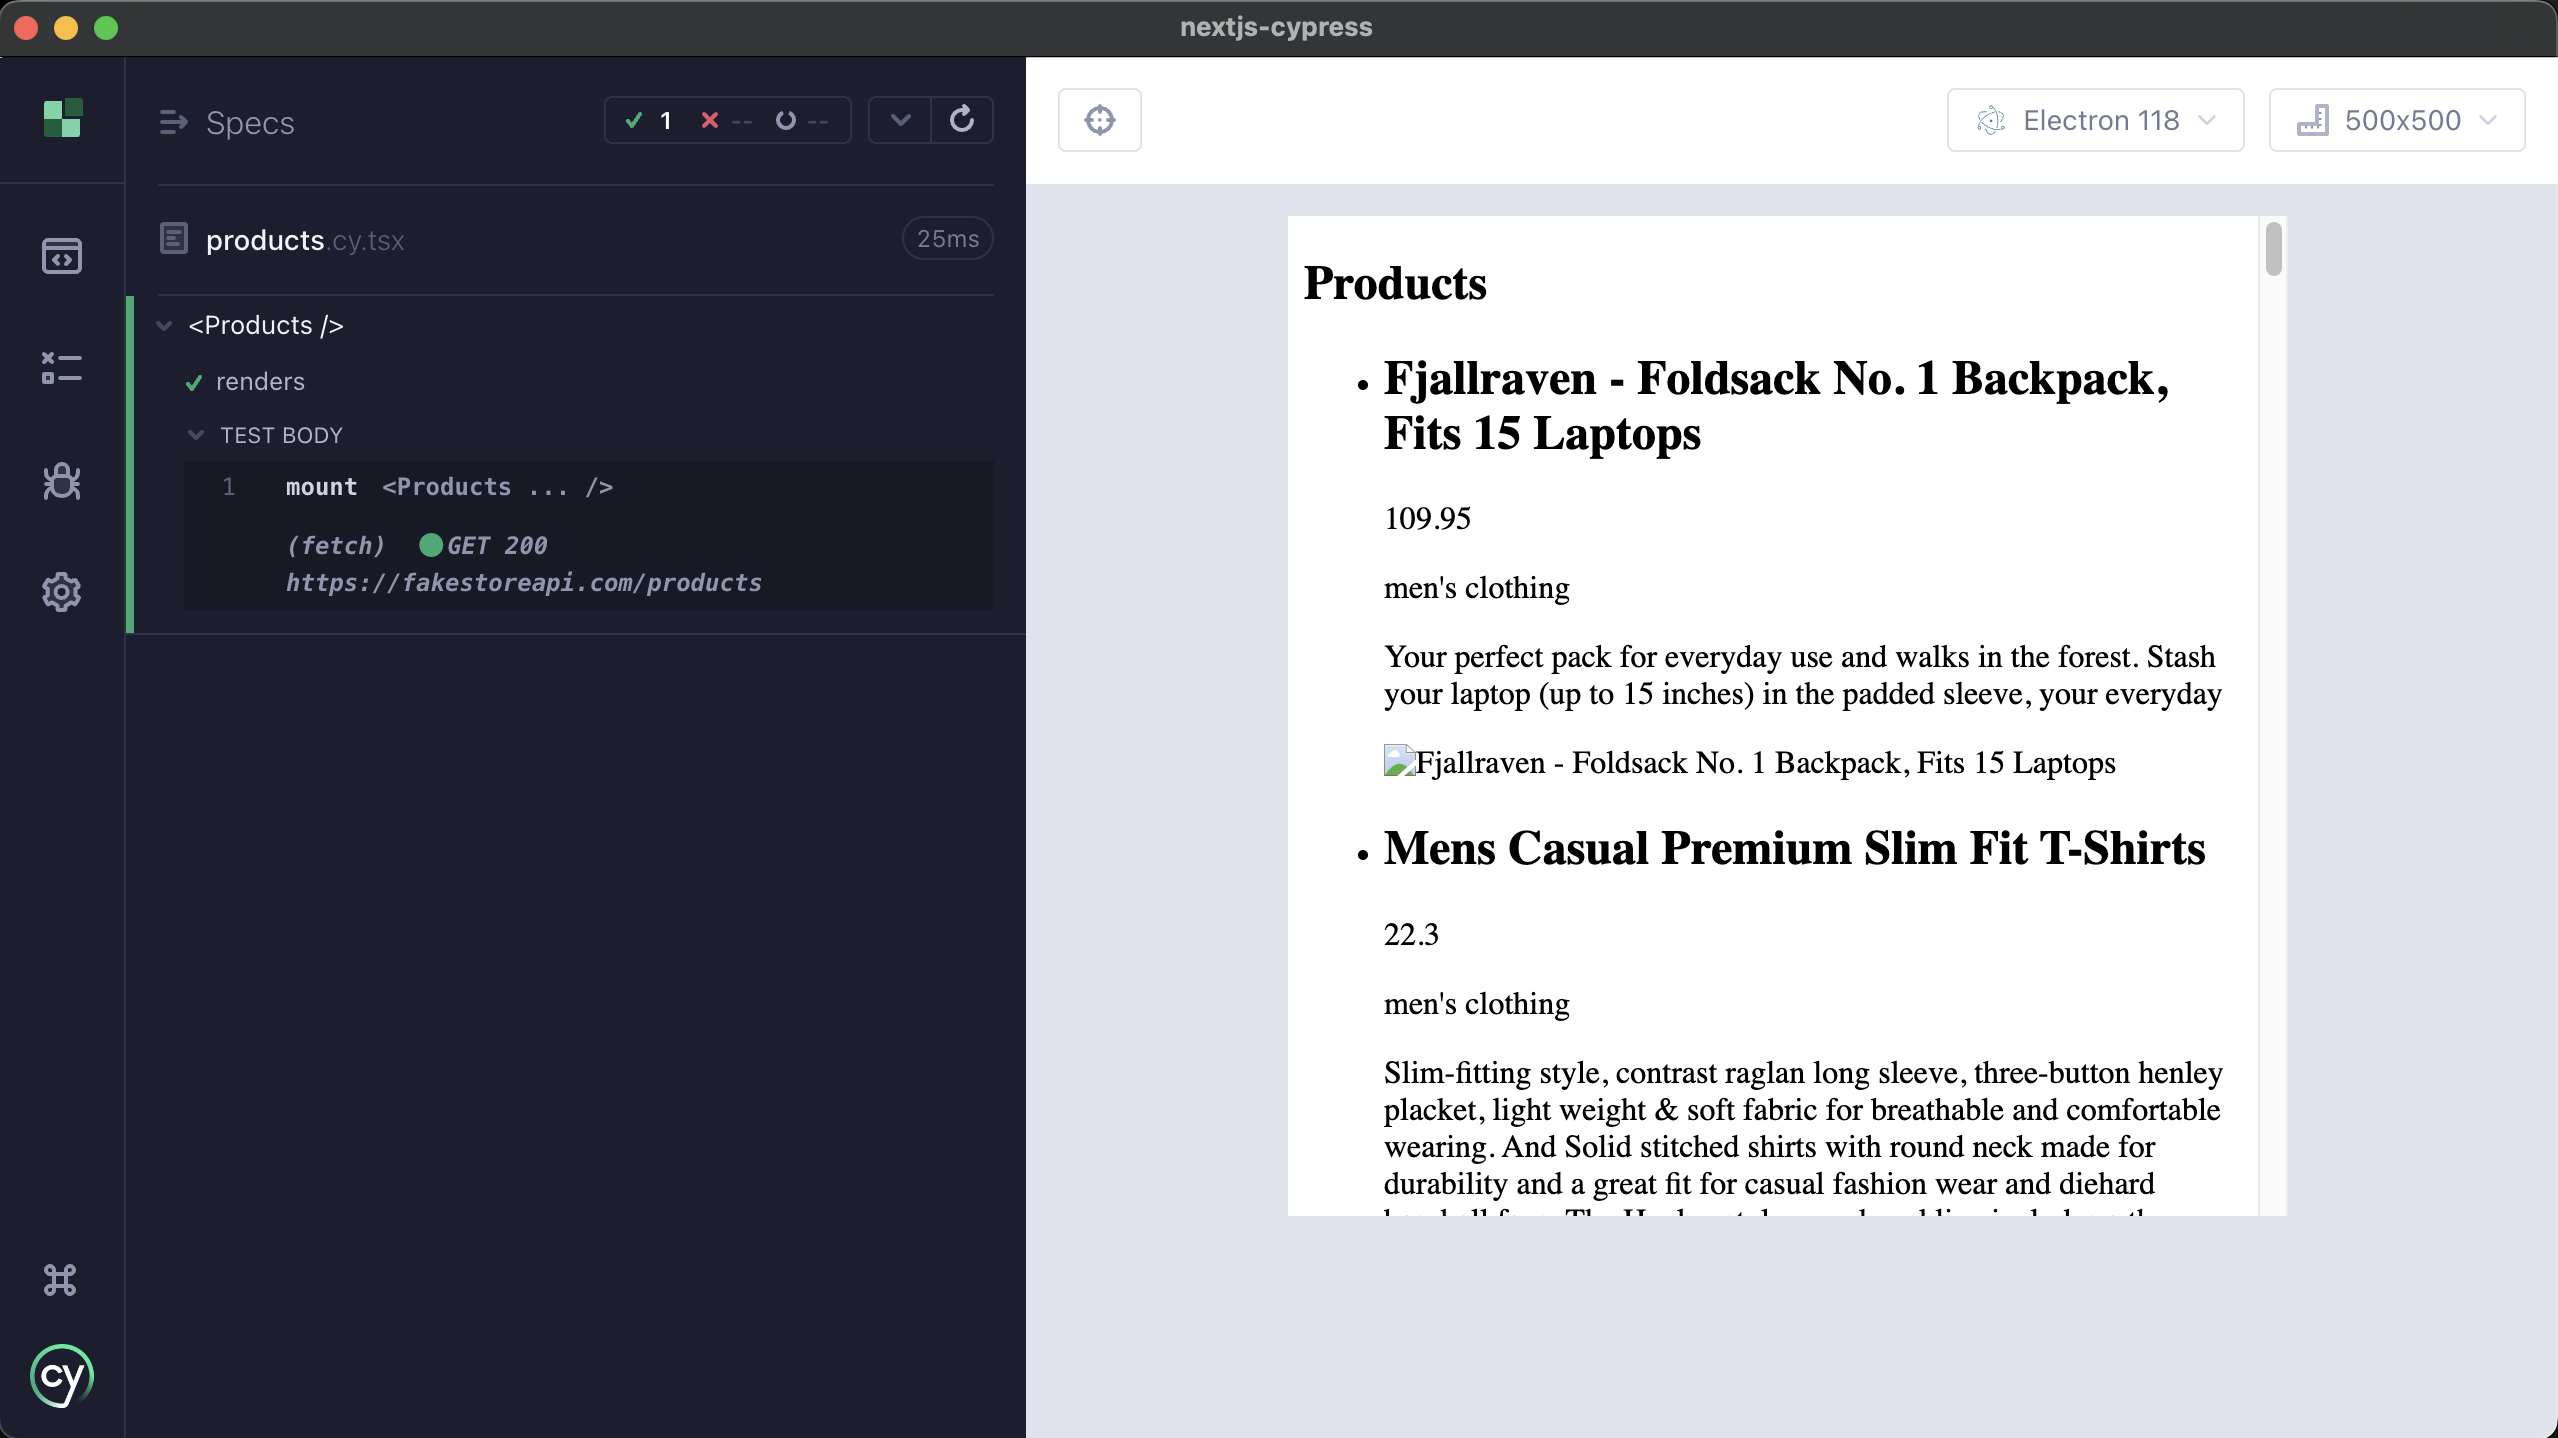 nextjs-cypress
Specs
1 -- --
products.cy.tsx
25ms
<Products />
renders
TEST BODY
1 mount <Products ... />
(fetch) GET 200
https://fakestoreapi.com/products
cy
Electron 118
500x500
Products
Fjallraven - Foldsack No. 1 Backpack,
Fits 15 Laptops
109.95
men's clothing
Your perfect pack for everyday use and walks in the forest. Stash
your laptop (up to 15 inches) in the padded sleeve, your everyday
Fjallraven - Foldsack No. 1 Backpack, Fits 15 Laptops
Mens Casual Premium Slim Fit T-Shirts
22.3
men's clothing
Slim-fitting style, contrast raglan long sleeve, three-button henley
placket, light weight & soft fabric for breathable and comfortable
wearing. And Solid stitched shirts with round neck made for
durability and a great fit for casual fashion wear and diehard